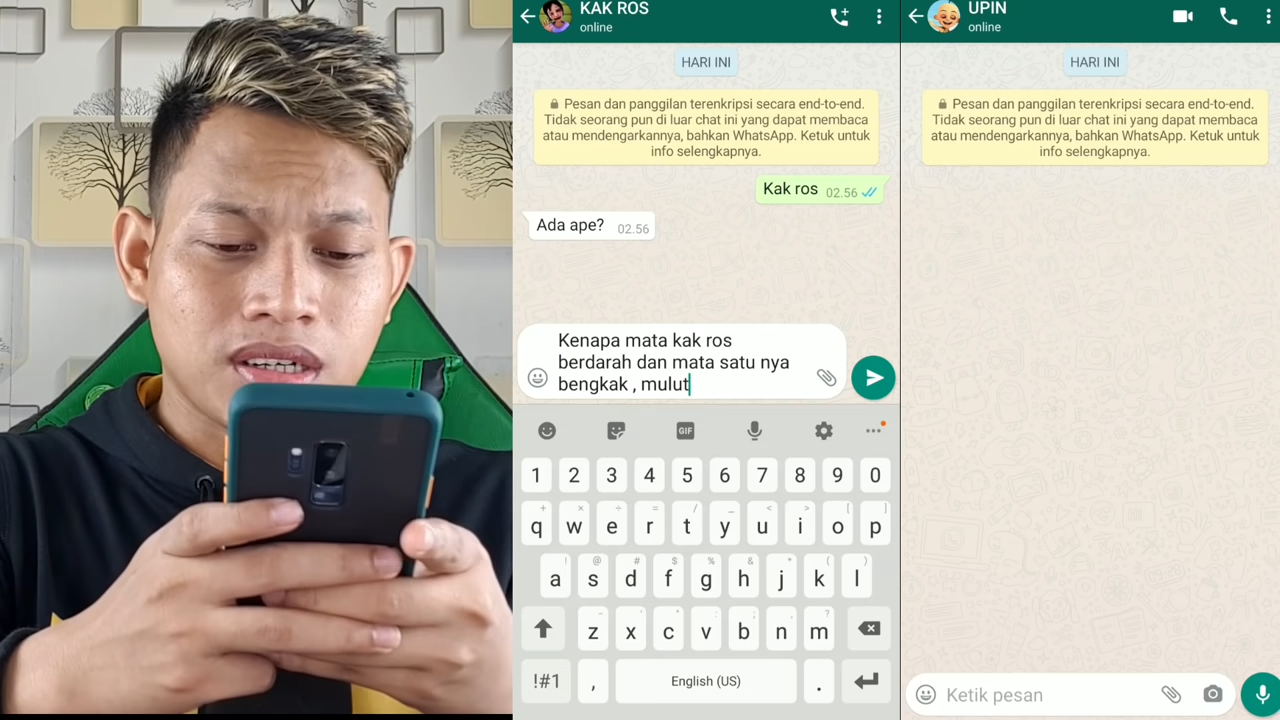 KAK ROS
online
HARI INI
Pesan dan panggilan terenkripsi secara end-to-end.
Tidak seorang pun di luar chat ini yang dapat membaca
atau mendengarkannya, bahkan WhatsApp. Ketuk untuk
info selengkapnya.
Kak ros 02.56
Ada ape? 02.56
Kenapa mata kak ros
berdarah dan mata satu nya
bengkak , mulut
GIF
1 2 3 4 5 6 7 8 9 0
+ × ÷ = / _ < > [ ]
q w e r t y u i o p
! @ # $ % & * ( )
a s d f g h j k l
- ' " : ; , ?
z x c v b n m
!#1 , English (US) .
UPIN
online
HARI INI
Pesan dan panggilan terenkripsi secara end-to-end.
Tidak seorang pun di luar chat ini yang dapat membaca
atau mendengarkannya, bahkan WhatsApp. Ketuk untuk
info selengkapnya.
Ketik pesan